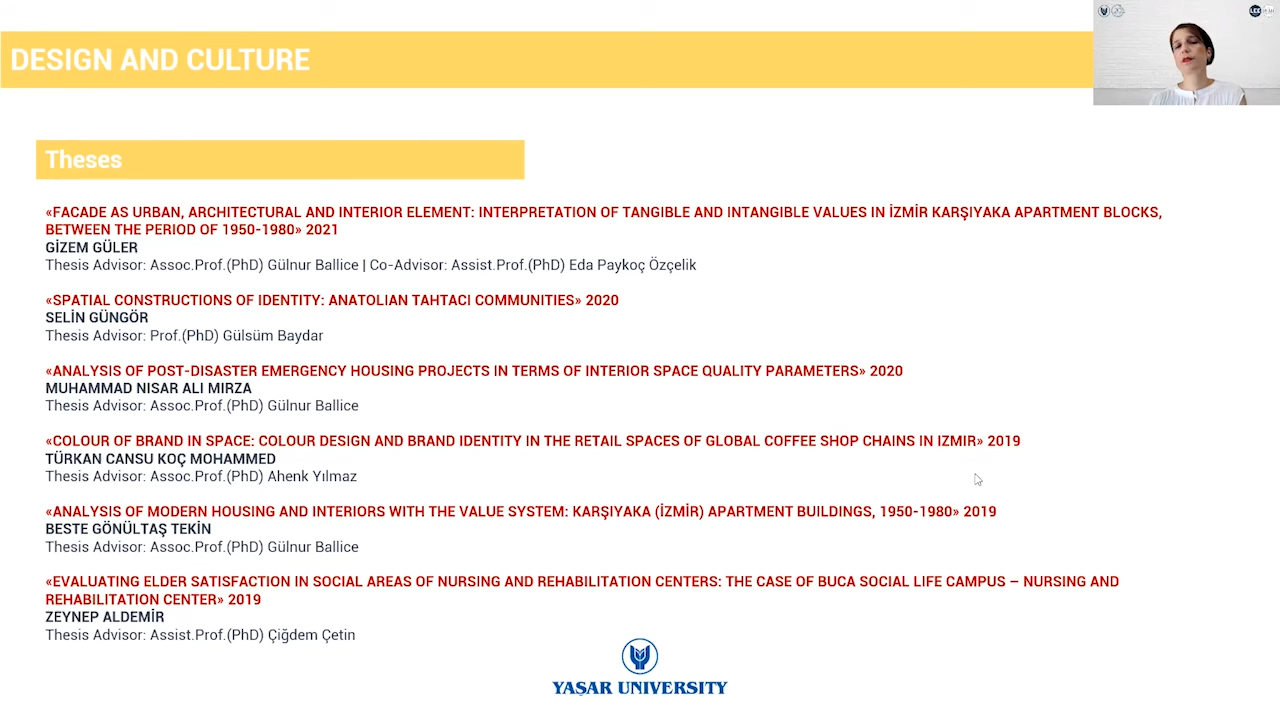 DESIGN AND CULTURE
Theses
«FACADE AS URBAN, ARCHITECTURAL AND INTERIOR ELEMENT: INTERPRETATION OF TANGIBLE AND INTANGIBLE VALUES IN İZMİR KARŞIYAKA APARTMENT BLOCKS,
BETWEEN THE PERIOD OF 1950-1980» 2021
GİZEM GÜLER
Thesis Advisor: Assoc.Prof.(PhD) Gülnur Ballice | Co-Advisor: Assist.Prof.(PhD) Eda Paykoç Özçelik
«SPATIAL CONSTRUCTIONS OF IDENTITY: ANATOLIAN TAHTACI COMMUNITIES» 2020
SELİN GÜNGÖR
Thesis Advisor: Prof.(PhD) Gülsüm Baydar
«ANALYSIS OF POST-DISASTER EMERGENCY HOUSING PROJECTS IN TERMS OF INTERIOR SPACE QUALITY PARAMETERS» 2020
MUHAMMAD NISAR ALI MIRZA
Thesis Advisor: Assoc.Prof.(PhD) Gülnur Ballice
«COLOUR OF BRAND IN SPACE: COLOUR DESIGN AND BRAND IDENTITY IN THE RETAIL SPACES OF GLOBAL COFFEE SHOP CHAINS IN IZMIR» 2019
TÜRKAN CANSU KOÇ MOHAMMED
Thesis Advisor: Assoc.Prof.(PhD) Ahenk Yılmaz
«ANALYSIS OF MODERN HOUSING AND INTERIORS WITH THE VALUE SYSTEM: KARŞIYAKA (İZMİR) APARTMENT BUILDINGS, 1950-1980» 2019
BESTE GÖNÜLTAŞ TEKİN
Thesis Advisor: Assoc.Prof.(PhD) Gülnur Ballice
«EVALUATING ELDER SATISFACTION IN SOCIAL AREAS OF NURSING AND REHABILITATION CENTERS: THE CASE OF BUCA SOCIAL LIFE CAMPUS – NURSING AND
REHABILITATION CENTER» 2019
ZEYNEP ALDEMİR
Thesis Advisor: Assist.Prof.(PhD) Çiğdem Çetin
YAŞAR UNIVERSITY